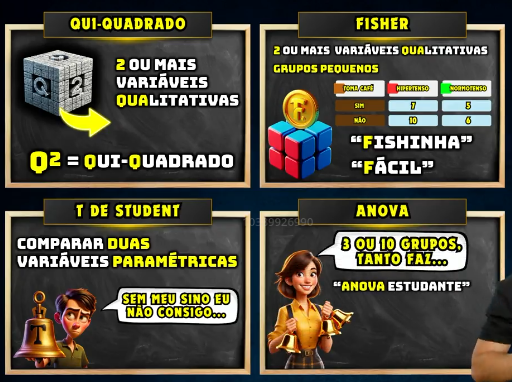 QUI-QUADRADO
Q 2
2 OU MAIS
VARIÁVEIS
QUALITATIVAS
Q2 = QUI-QUADRADO
FISHER
2 OU MAIS VARIÁVEIS QUALITATIVAS
GRUPOS PEQUENOS
F
TOMA CAFÉ HIPERTENSO NORMOTENSO
SIM 7 5
NÃO 10 6
"FISHINHA"
"FÁCIL"
T DE STUDENT
COMPARAR DUAS
VARIÁVEIS PARAMÉTRICAS
SEM MEU SINO EU
NÃO CONSIGO...
T
ANOVA
3 OU 10 GRUPOS,
TANTO FAZ...
"ANOVA ESTUDANTE"